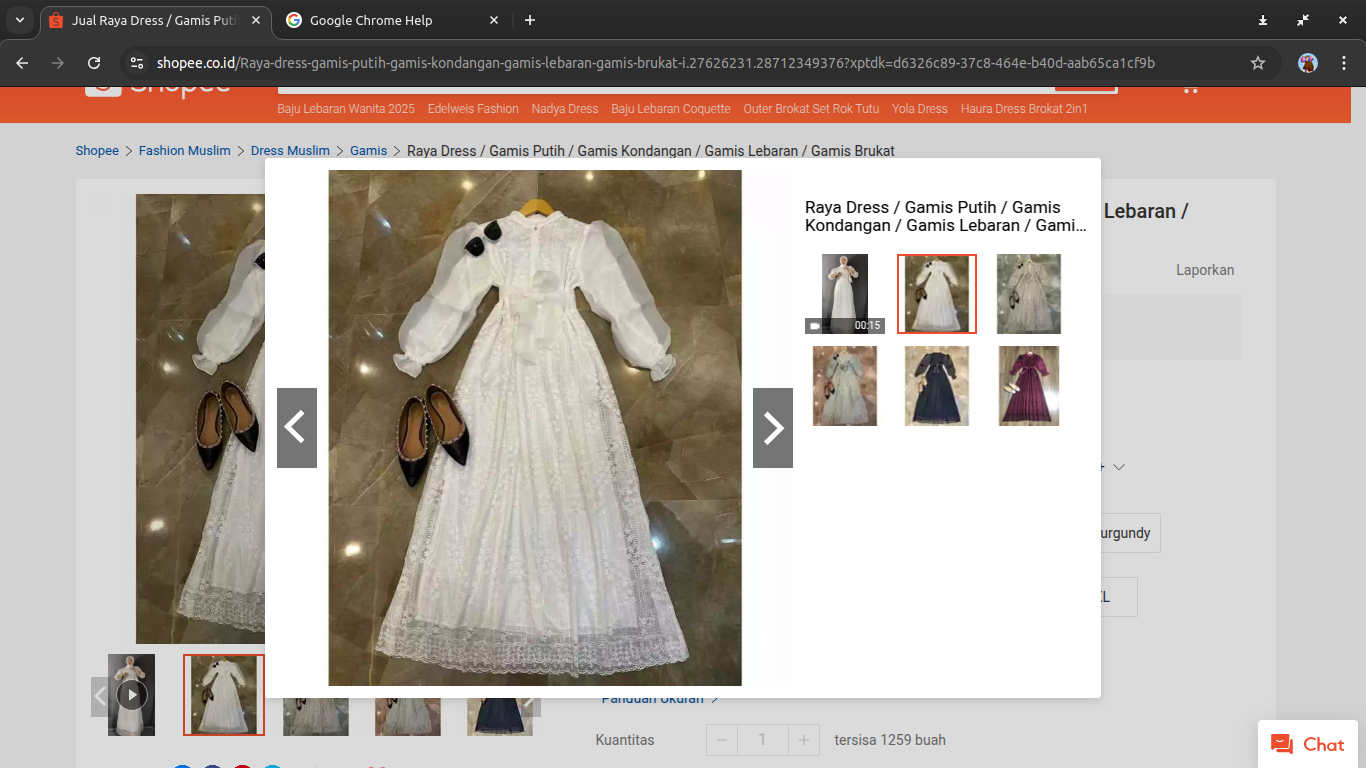 Jual Raya Dress / Gamis Puti
Google Chrome Help
shopee.co.id/Raya-dress-gamis-putih-gamis-kondangan-gamis-lebaran-gamis-brukat-i.27626231.28712349376?xptdk=d6326c89-37c8-464e-b40d-aab65ca1cf9b
Shopee
Baju Lebaran Wanita 2025 Edelweis Fashion Nadya Dress Baju Lebaran Coquette Outer Brokat Set Rok Tutu Yola Dress Haura Dress Brokat 2in1
Shopee > Fashion Muslim > Dress Muslim > Gamis > Raya Dress / Gamis Putih / Gamis Kondangan / Gamis Lebaran / Gamis Brukat
Raya Dress / Gamis Putih / Gamis
Kondangan / Gamis Lebaran / Gami...
Lebaran /
Laporkan
00:15
urgundy
Panduan Ukuran >
Kuantitas
1
tersisa 1259 buah
Chat